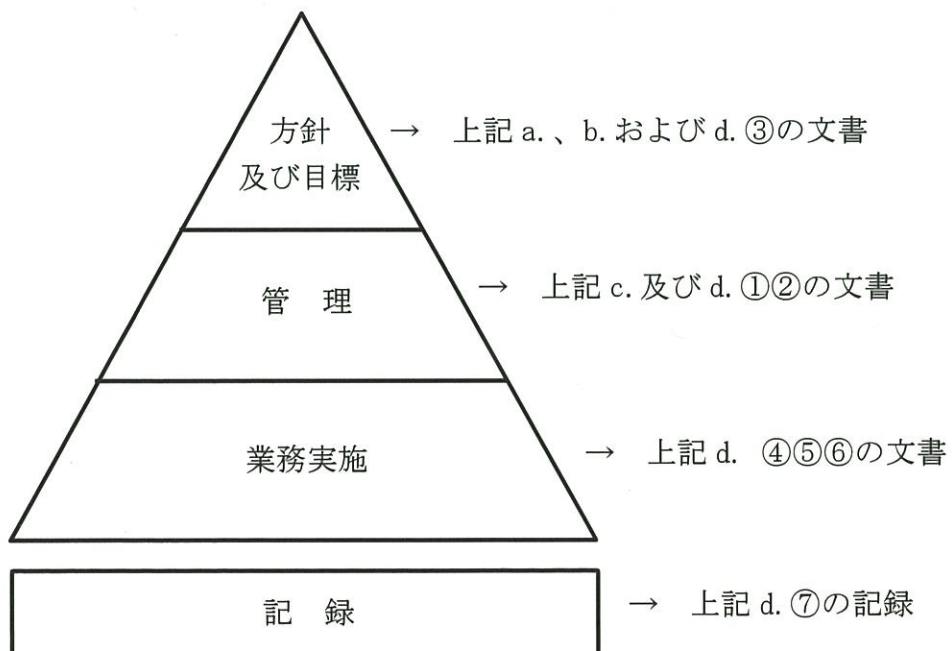 方針
及び目標
→ 上記 a. 、b. および d. ③の文書
管 理
→ 上記 c. 及び d. ①②の文書
業務実施
→ 上記 d. ④⑤⑥の文書
記 録
→ 上記 d. ⑦の記録